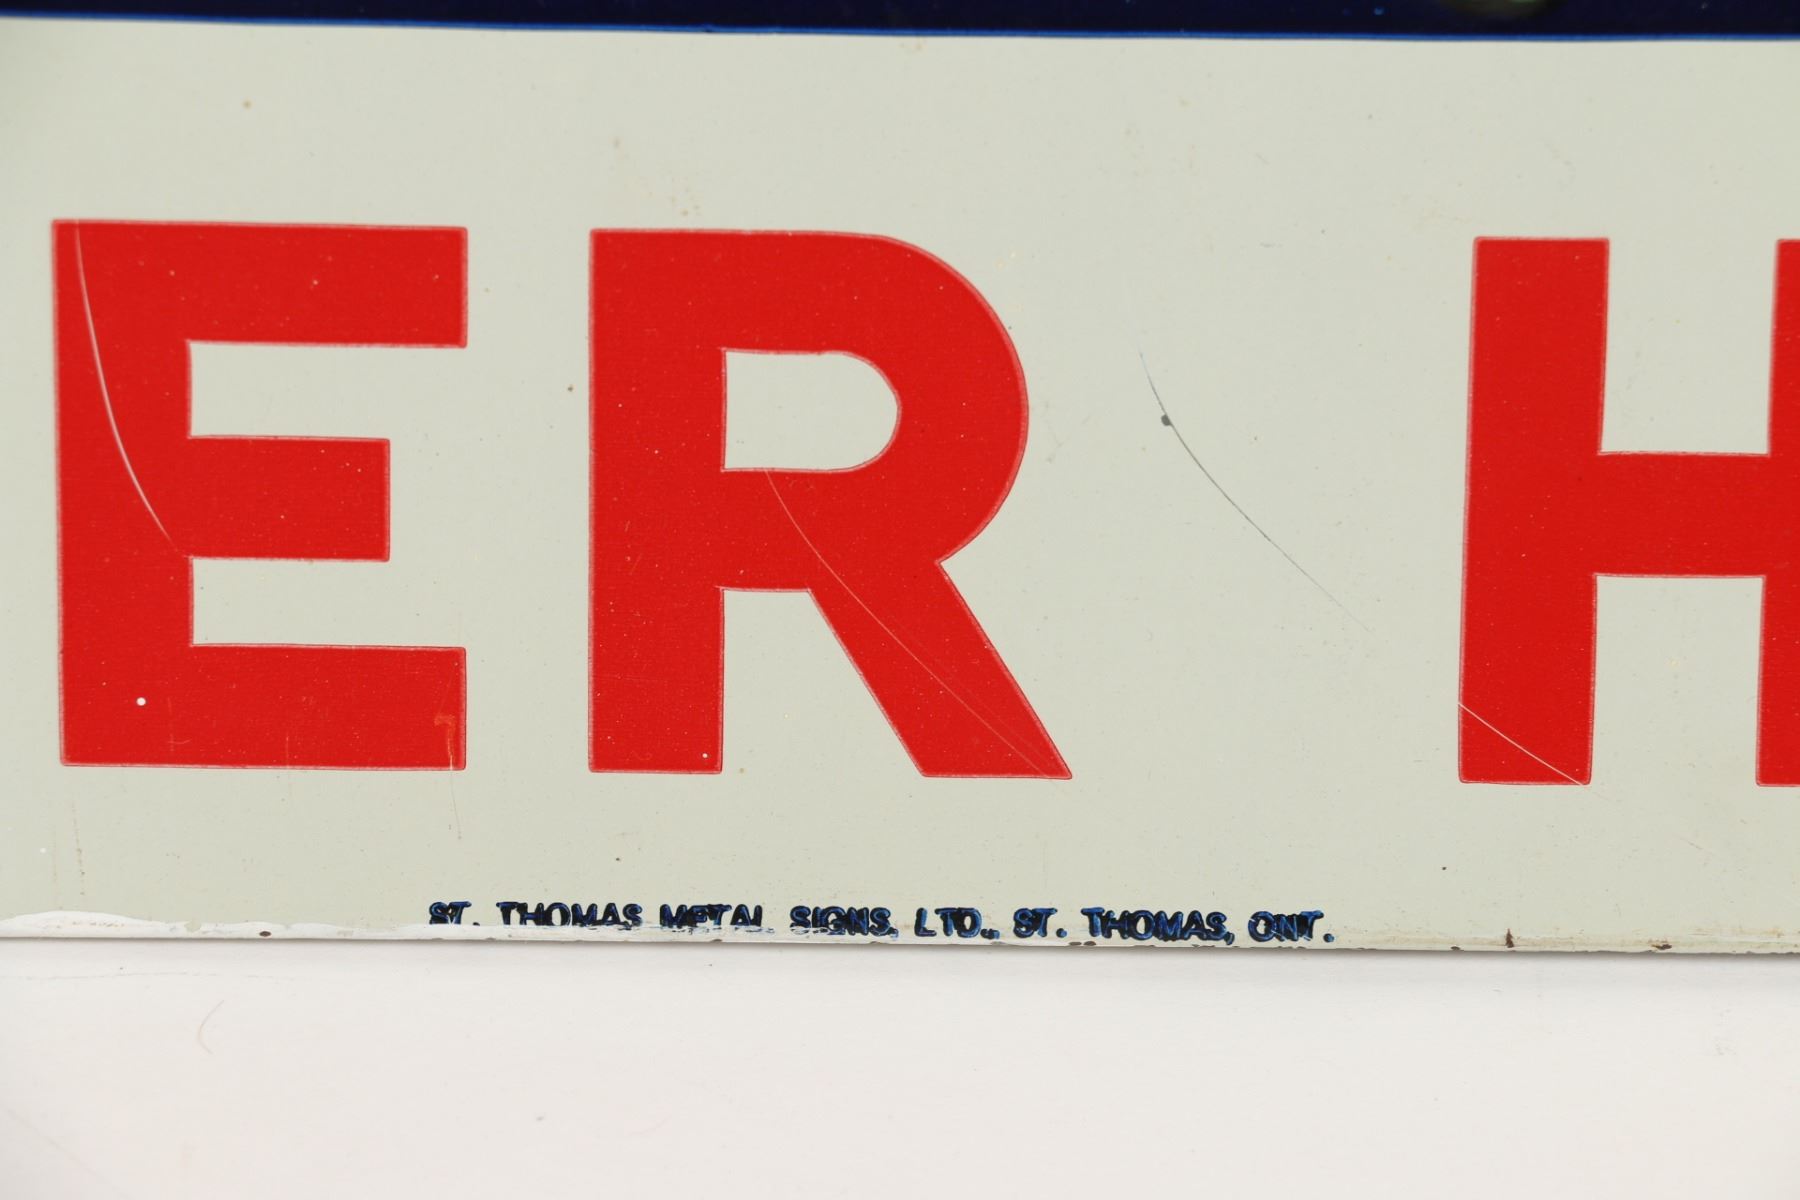 ER H
ST. THOMAS METAL SIGNS, LTD., ST. THOMAS, ONT.